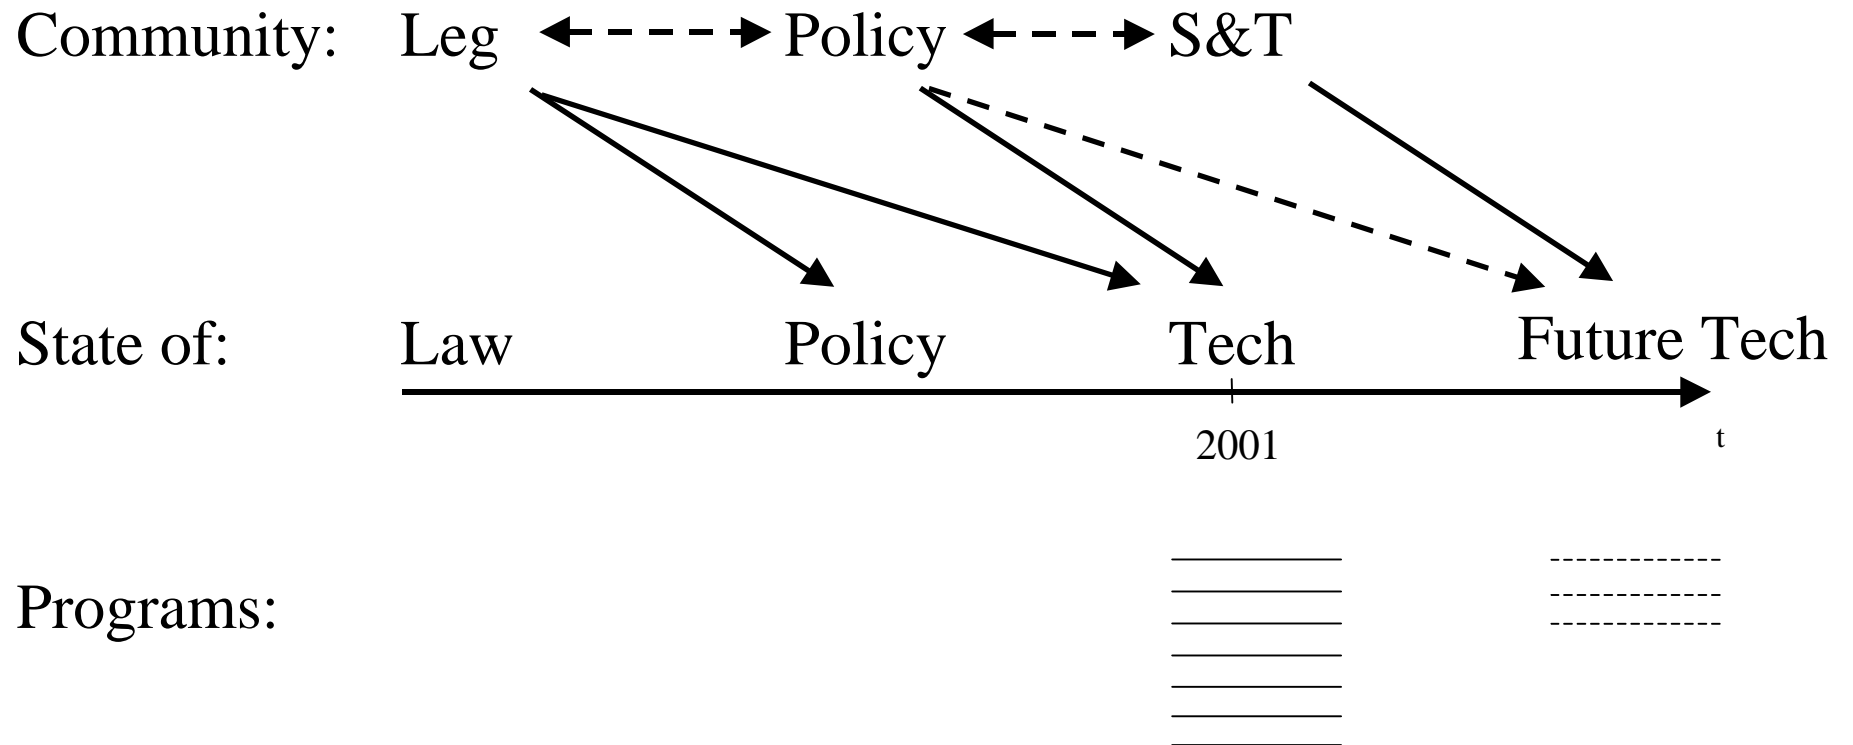 Community: Leg Policy S&T
State of: Law Policy Tech Future Tech
2001 t
Programs: